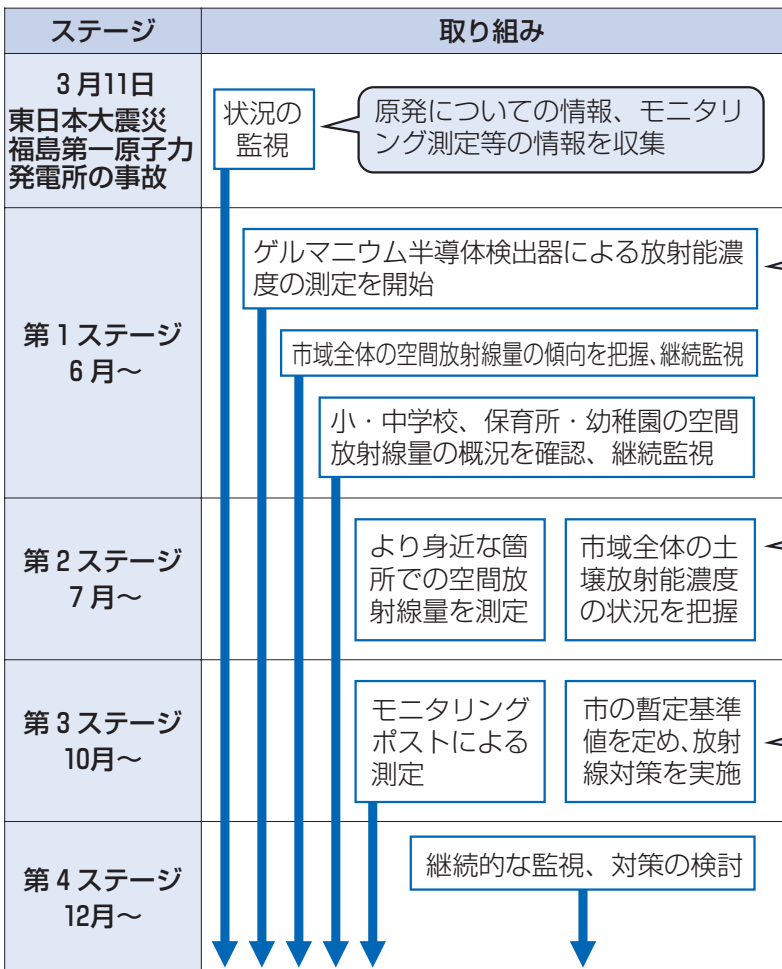 ステージ
取り組み
3月11日
東日本大震災
福島第一原子力
発電所の事故
状況の
監視
原発についての情報、モニタリ
ング測定等の情報を収集
第1ステージ
6月〜
ゲルマニウム半導体検出器による放射能濃
度の測定を開始
市域全体の空間放射線量の傾向を把握、継続監視
小・中学校、保育所・幼稚園の空間
放射線量の概況を確認、継続監視
第2ステージ
7月〜
より身近な箇
所での空間放
射線量を測定
市域全体の土
壌放射能濃度
の状況を把握
第3ステージ
10月〜
モニタリング
ポストによる
測定
市の暫定基準
値を定め、放射
線対策を実施
第4ステージ
12月〜
継続的な監視、対策の検討